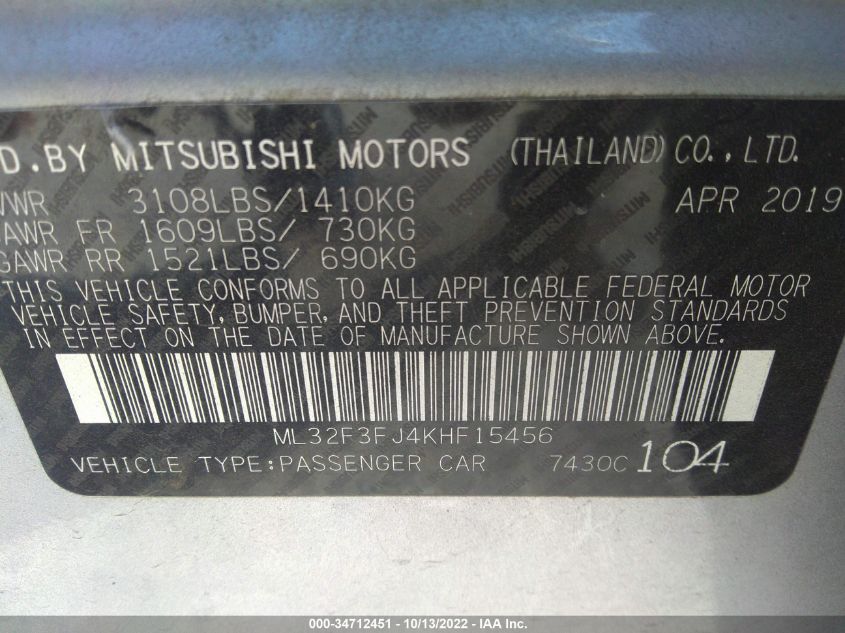 D.BY MITSUBISHI MOTORS (THAILAND) CO., LTD.
VWR 3108LBS/1410KG APR 2019
AWR FR 1609LBS/ 730KG
GAWR RR 1521LBS/ 690KG
THIS VEHICLE CONFORMS TO ALL APPLICABLE FEDERAL MOTOR
VEHICLE SAFETY, BUMPER, AND THEFT PREVENTION STANDARDS
IN EFFECT ON THE DATE OF MANUFACTURE SHOWN ABOVE.
ML32F3FJ4KHF15456
VEHICLE TYPE:PASSENGER CAR 7430C 104
000-34712451 - 10/13/2022 - IAA Inc.